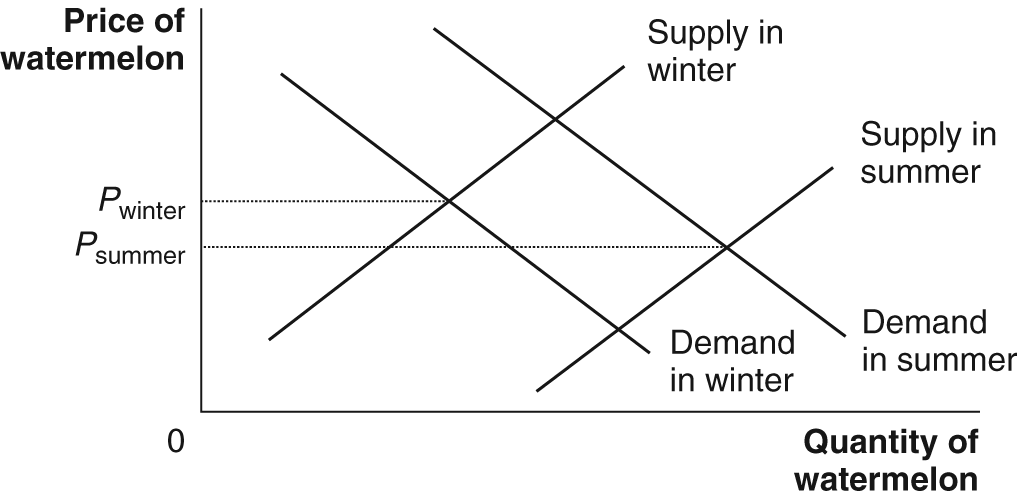 Price of
watermelon
Supply in
winter
Supply in
summer
Pwinter
Psummer
Demand
in winter
Demand
in summer
0
Quantity of
watermelon